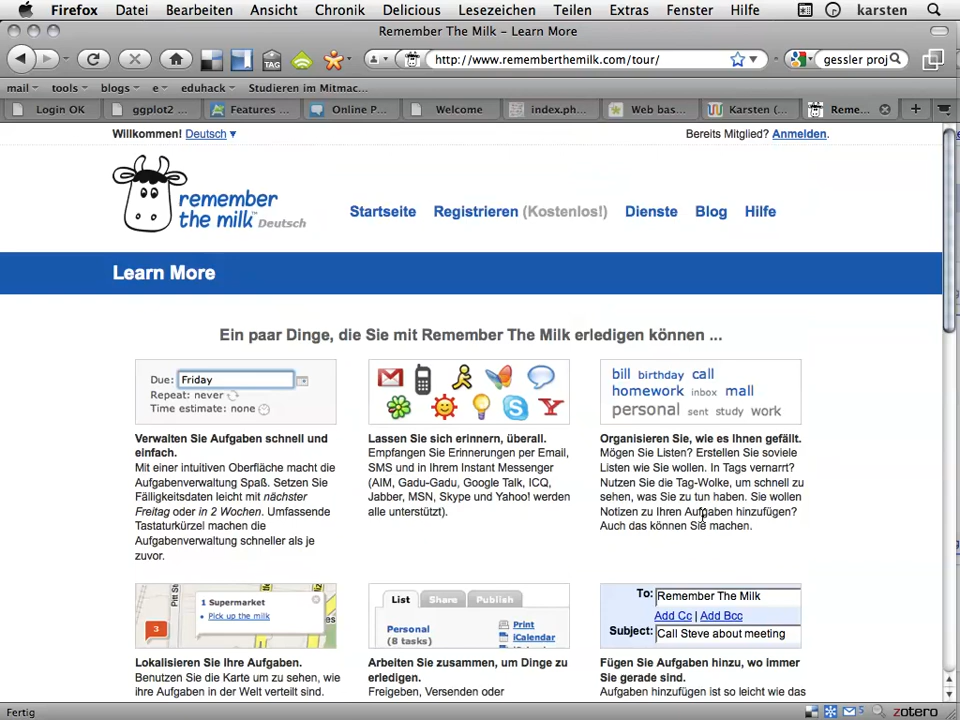 Firefox Datei Bearbeiten Ansicht Chronik Delicious Lesezeichen Teilen Extras Fenster Hilfe karsten
Remember The Milk – Learn More
TAG http://www.rememberthemilk.com/tour/ gessler proj
mail tools blogs e eduhack Studieren im Mitmac...
Login OK ggplot2 ... Features ... Online P... Welcome index.ph... Web bas... Karsten (... Reme...
Willkommen! Deutsch Bereits Mitglied? Anmelden.
remember
the milk™ Deutsch
Startseite Registrieren (Kostenlos!) Dienste Blog Hilfe
Learn More
Ein paar Dinge, die Sie mit Remember The Milk erledigen können ...
Due: Friday
Repeat: never
Time estimate: none
bill birthday call
homework inbox mall
personal sent study work
Verwalten Sie Aufgaben schnell und
einfach.
Mit einer intuitiven Oberfläche macht die
Aufgabenverwaltung Spaß. Setzen Sie
Fälligkeitsdaten leicht mit nächster
Freitag oder in 2 Wochen. Umfassende
Tastaturkürzel machen die
Aufgabenverwaltung schneller als je
zuvor.
Lassen Sie sich erinnern, überall.
Empfangen Sie Erinnerungen per Email,
SMS und in Ihrem Instant Messenger
(AIM, Gadu-Gadu, Google Talk, ICQ,
Jabber, MSN, Skype und Yahoo! werden
alle unterstützt).
Organisieren Sie, wie es Ihnen gefällt.
Mögen Sie Listen? Erstellen Sie soviele
Listen wie Sie wollen. In Tags vernarrt?
Nutzen Sie die Tag-Wolke, um schnell zu
sehen, was Sie zu tun haben. Sie wollen
Notizen zu Ihren Aufgaben hinzufügen?
Auch das können Sie machen.
Pitt St
1 Supermarket
Pick up the milk
3
List Share Publish
Personal
(8 tasks)
Print
iCalendar
To: Remember The Milk
Add Cc | Add Bcc
Subject: Call Steve about meeting
Lokalisieren Sie Ihre Aufgaben.
Benutzen Sie die Karte um zu sehen, wie
ihre Aufgaben in der Welt verteilt sind.
Arbeiten Sie zusammen, um Dinge zu
erledigen.
Freigeben, Versenden oder
Fügen Sie Aufgaben hinzu, wo immer
Sie gerade sind.
Aufgaben hinzufügen ist so leicht wie das
Fertig 5 zotero